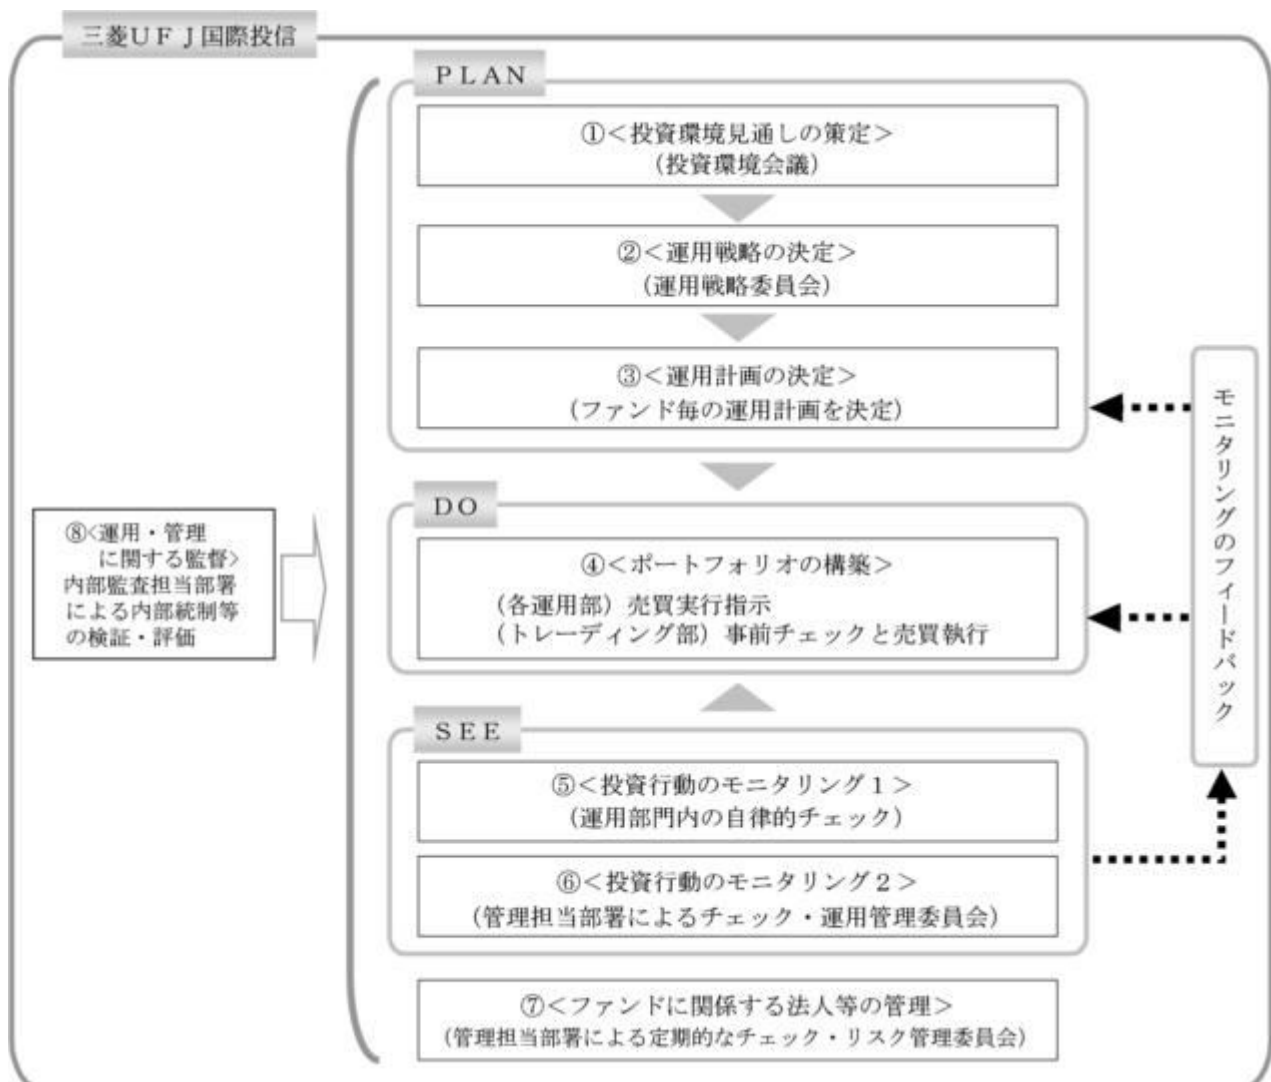 三菱ＵＦＪ国際投信
ＰＬＡＮ
①＜投資環境見通しの策定＞
（投資環境会議）
②＜運用戦略の決定＞
（運用戦略委員会）
③＜運用計画の決定＞
（ファンド毎の運用計画を決定）
ＤＯ
④＜ポートフォリオの構築＞
（各運用部）売買実行指示
（トレーディング部）事前チェックと売買執行
ＳＥＥ
⑤＜投資行動のモニタリング１＞
（運用部門内の自律的チェック）
⑥＜投資行動のモニタリング２＞
（管理担当部署によるチェック・運用管理委員会）
⑦＜ファンドに関係する法人等の管理＞
（管理担当部署による定期的なチェック・リスク管理委員会）
⑧<運用・管理
に関する監督>
内部監査担当部署
による内部統制等
の検証・評価
モニタリングのフィードバック